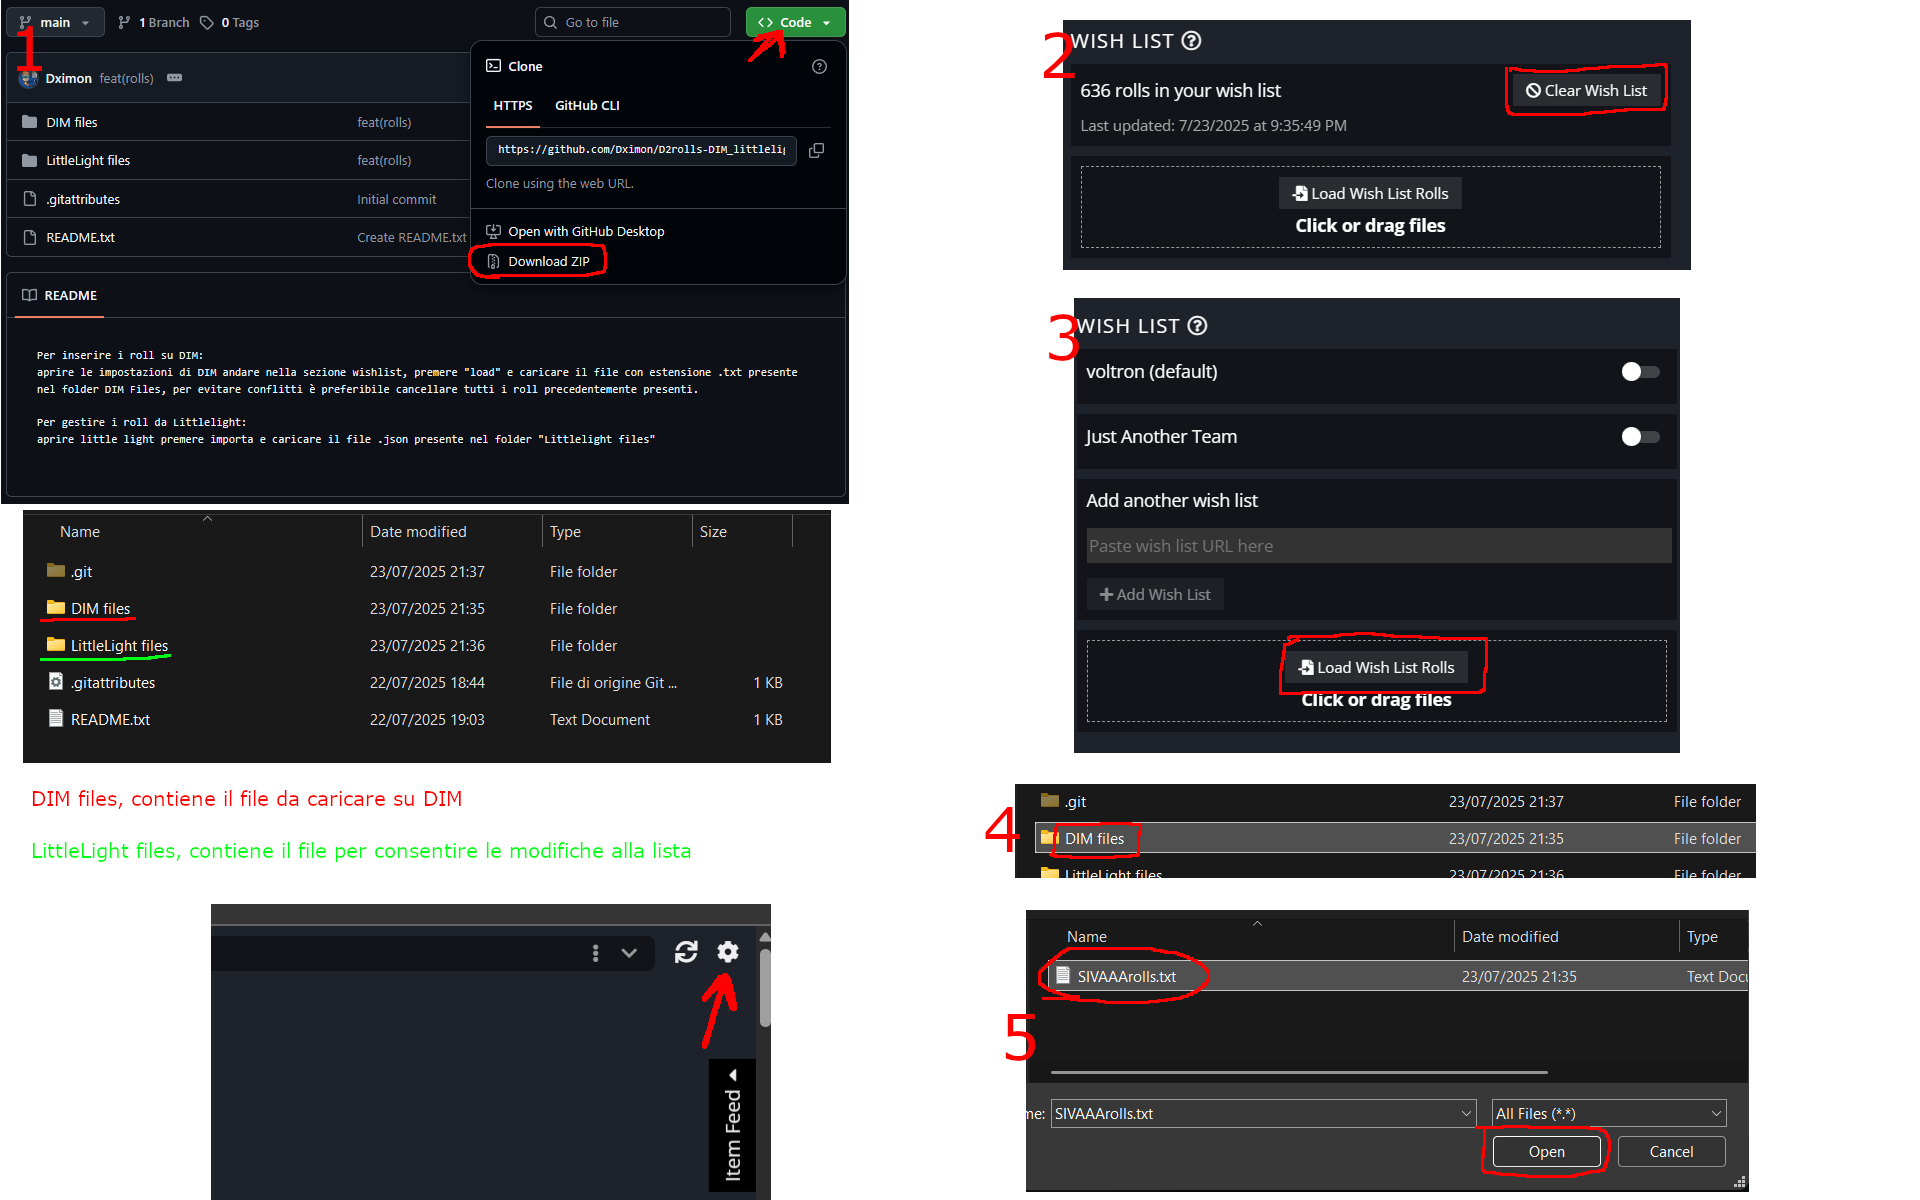 1
main
1 Branch
0 Tags
Go to file
Code
Dximon feat(rolls)
DIM files feat(rolls)
LittleLight files feat(rolls)
.gitattributes Initial commit
README.txt Create README.txt
Clone
HTTPS GitHub CLI
https://github.com/Dximon/D2rolls-DIM_littleli
Clone using the web URL.
Open with GitHub Desktop
Download ZIP
README
Per inserire i roll su DIM:
aprire le impostazioni di DIM andare nella sezione wishlist, premere "load" e caricare il file con estensione .txt presente
nel folder DIM Files, per evitare conflitti è preferibile cancellare tutti i roll precedentemente presenti.
Per gestire i roll da Littlelight:
aprire little light premere importa e caricare il file .json presente nel folder "Littlelight files"
Name Date modified Type Size
.git 23/07/2025 21:37 File folder
DIM files 23/07/2025 21:35 File folder
LittleLight files 23/07/2025 21:36 File folder
.gitattributes 22/07/2025 18:44 File di origine Git ... 1 KB
README.txt 22/07/2025 19:03 Text Document 1 KB
DIM files, contiene il file da caricare su DIM
LittleLight files, contiene il file per consentire le modifiche alla lista
Item Feed
2
WISH LIST
636 rolls in your wish list
Clear Wish List
Last updated: 7/23/2025 at 9:35:49 PM
Load Wish List Rolls
Click or drag files
3
WISH LIST
voltron (default)
Just Another Team
Add another wish list
Paste wish list URL here
Add Wish List
Load Wish List Rolls
Click or drag files
4
.git 23/07/2025 21:37 File folder
DIM files 23/07/2025 21:35 File folder
LittleLight files 23/07/2025 21:36 File folder
5
Name Date modified Type
SIVAAArolls.txt 23/07/2025 21:35 Text Docu
me: SIVAAArolls.txt All Files (*.*)
Open Cancel